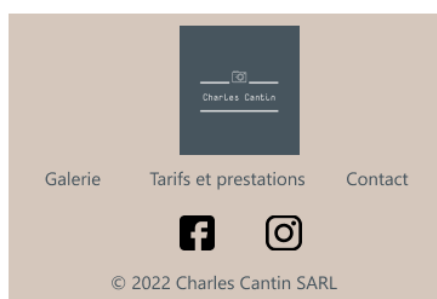 Charles Cantin
Galerie Tarifs et prestations Contact
© 2022 Charles Cantin SARL